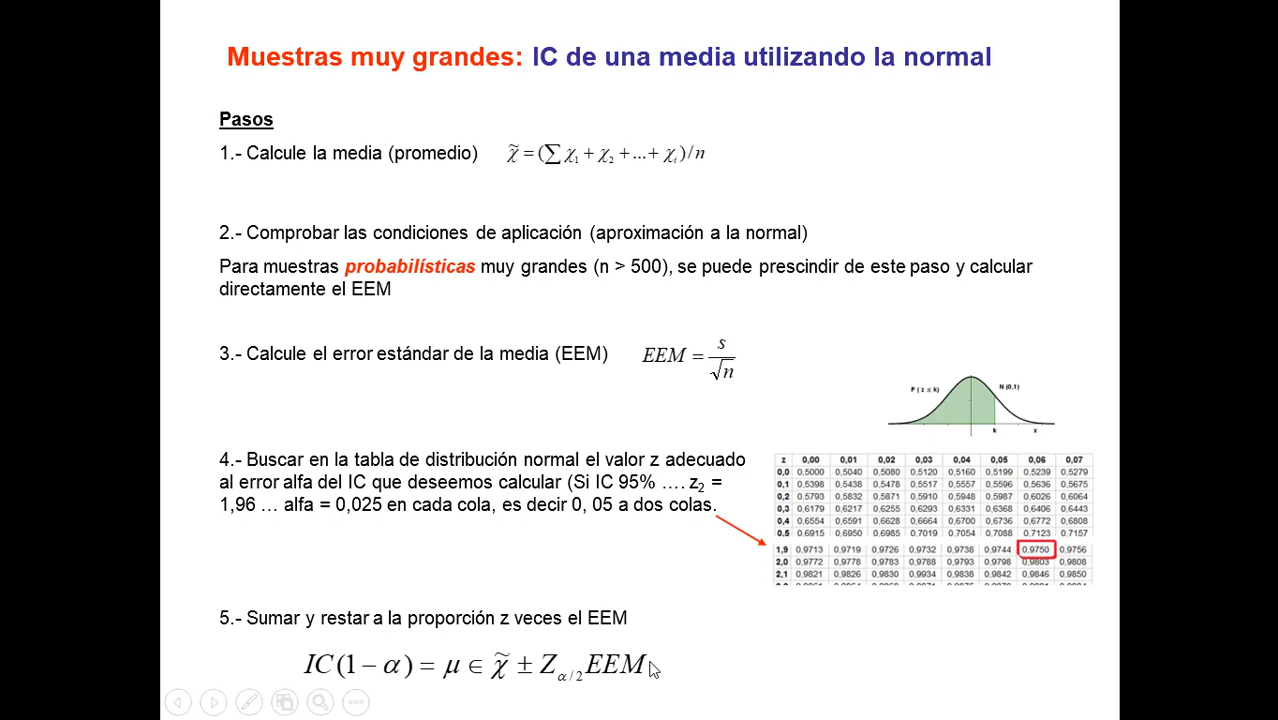 Muestras muy grandes: IC de una media utilizando la normal
Pasos
1.- Calcule la media (promedio) χ̃ = (∑ χ₁ + χ₂ + ... + χᵢ) / n
2.- Comprobar las condiciones de aplicación (aproximación a la normal)
Para muestras probabilísticas muy grandes (n > 500), se puede prescindir de este paso y calcular
directamente el EEM
3.- Calcule el error estándar de la media (EEM) EEM = s / √n
P ( z ≤ k) N (0,1)
k x
4.- Buscar en la tabla de distribución normal el valor z adecuado
al error alfa del IC que deseemos calcular (Si IC 95% …. z₂ =
1,96 … alfa = 0,025 en cada cola, es decir 0, 05 a dos colas.
z 0,00 0,01 0,02 0,03 0,04 0,05 0,06 0,07
0,0 0,5000 0,5040 0,5080 0,5120 0,5160 0,5199 0,5239 0,5279
0,1 0,5398 0,5438 0,5478 0,5517 0,5557 0,5596 0,5636 0,5675
0,2 0,5793 0,5832 0,5871 0,5910 0,5948 0,5987 0,6026 0,6064
0,3 0,6179 0,6217 0,6255 0,6293 0,6331 0,6368 0,6406 0,6443
0,4 0,6554 0,6591 0,6628 0,6664 0,6700 0,6736 0,6772 0,6808
0,5 0,6915 0,6950 0,6985 0,7019 0,7054 0,7088 0,7123 0,7157
1,9 0,9713 0,9719 0,9726 0,9732 0,9738 0,9744 0,9750 0,9756
2,0 0,9772 0,9778 0,9783 0,9788 0,9793 0,9798 0,9803 0,9808
2,1 0,9821 0,9826 0,9830 0,9934 0,9838 0,9842 0,9846 0,9850
5.- Sumar y restar a la proporción z veces el EEM
IC(1 − α) = μ ∈ χ̃ ± Z α/2 EEM